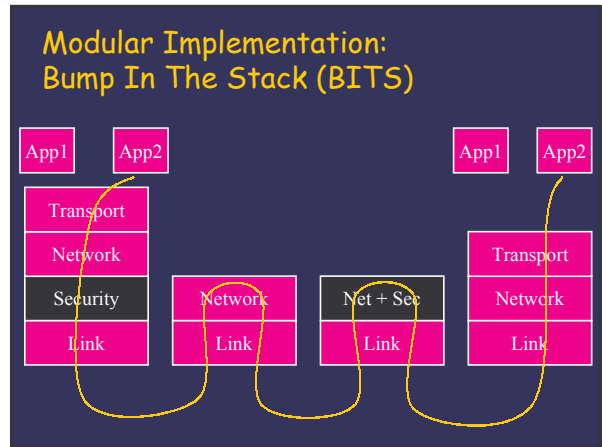 Modular Implementation:
Bump In The Stack (BITS)
App1
App2
App1
App2
Transport
Network
Security
Link
Network
Link
Net + Sec
Link
Transport
Network
Link